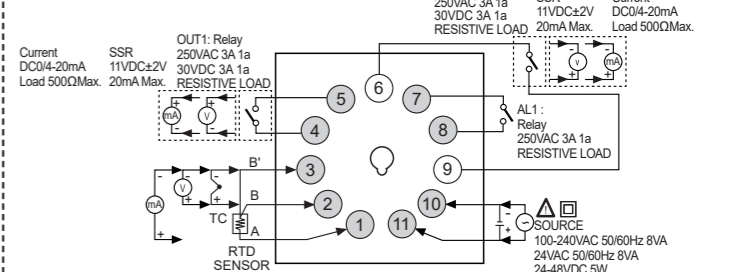 250VAC 3A 1a
30VDC 3A 1a
RESISTIVE LOAD
SSR
11VDC±2V
20mA Max.
Current
DC0/4-20mA
Load 500ΩMax.
Current
DC0/4-20mA
Load 500ΩMax.
SSR
11VDC±2V
20mA Max.
OUT1: Relay
250VAC 3A 1a
30VDC 3A 1a
RESISTIVE LOAD
+ + 
mA V
- -
+ +
V mA
- -
5
6
7
4
8
AL1 :
Relay
250VAC 3A 1a
RESISTIVE LOAD
3
9
B'
B
A
- - -
V
mA
+ + +
+
TC
RTD
SENSOR
2
1
10
11
-
+
SOURCE
100-240VAC 50/60Hz 8VA
24VAC 50/60Hz 8VA
24-48VDC 5W